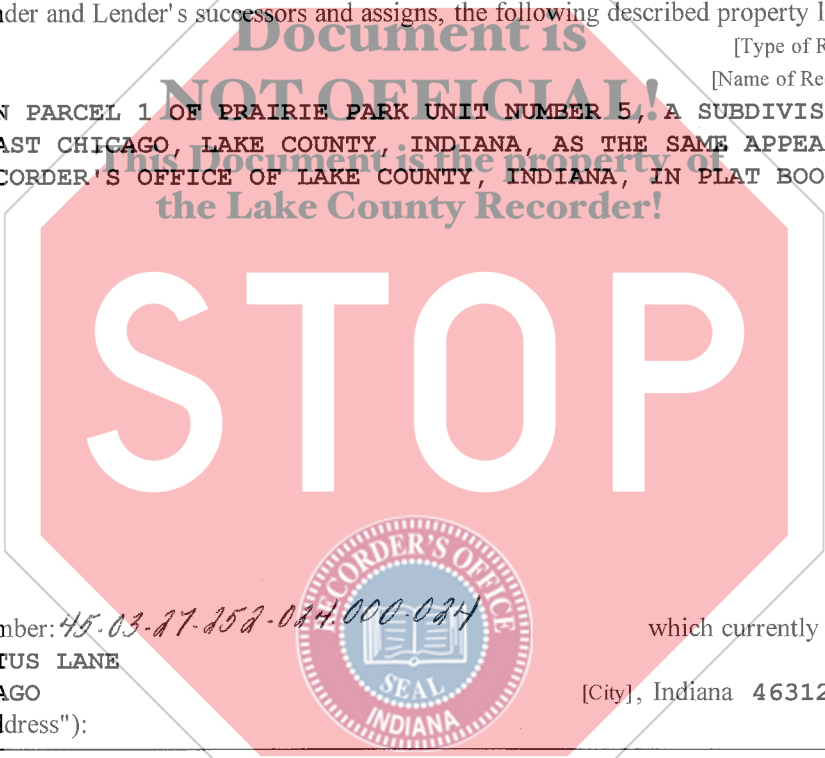 nder and Lender's successors and assigns, the following described property l
Document is
[Type of R
NOT OFFICIAL!
[Name of Re
N PARCEL 1 OF PRAIRIE PARK UNIT NUMBER 5, A SUBDIVIS
AST CHICAGO, LAKE COUNTY, INDIANA, AS THE SAME APPEA
This Document is the property of
CORDER'S OFFICE OF LAKE COUNTY, INDIANA, IN PLAT BOO
the Lake County Recorder!
STOP
RECORDER'S OFFICE
mber: 45-03-27-252-024.000-024
which currently
TUS LANE
AGO [City], Indiana 46312
SEAL
INDIANA
ddress"):